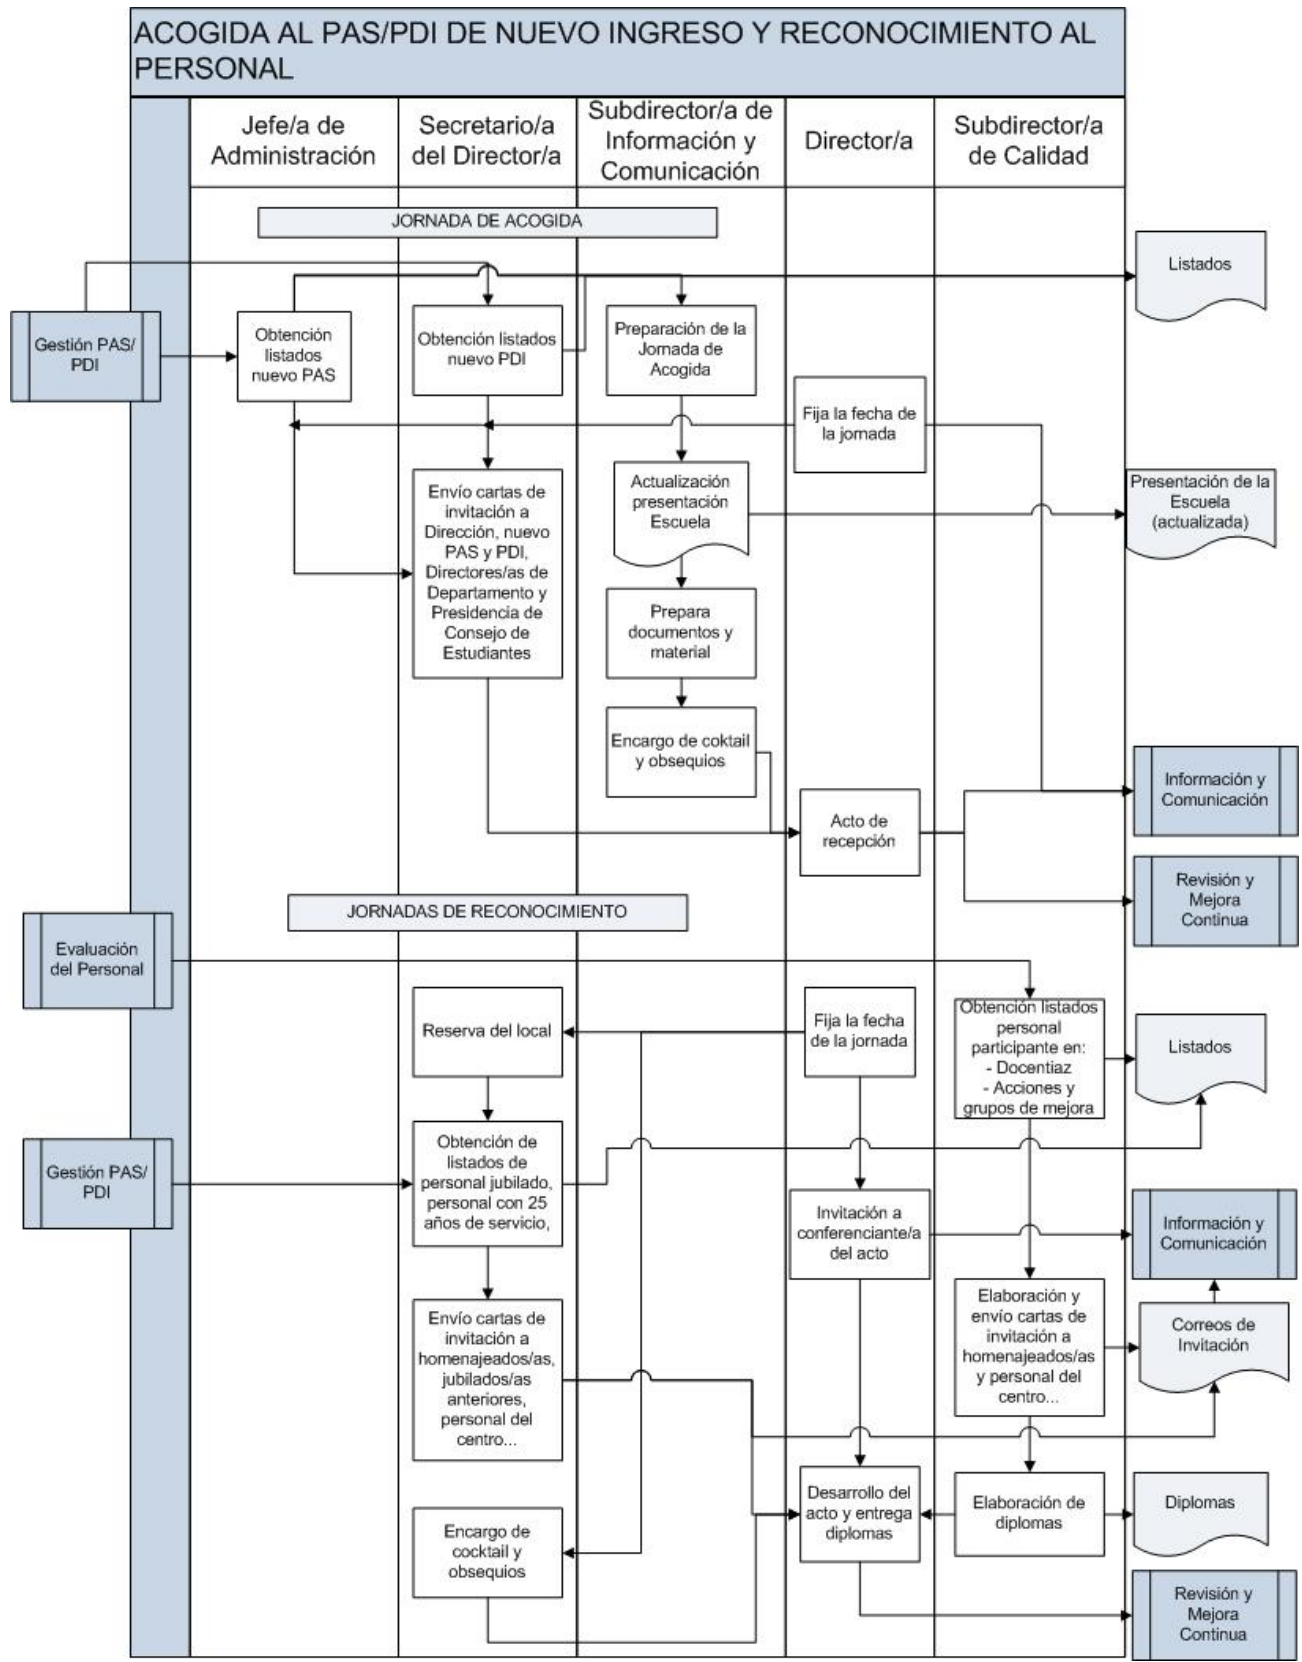 ACOGIDA AL PAS/PDI DE NUEVO INGRESO Y RECONOCIMIENTO AL
PERSONAL
Jefe/a de
Administración
Secretario/a
del Director/a
Subdirector/a de
Información y
Comunicación
Director/a
Subdirector/a
de Calidad
JORNADA DE ACOGIDA
Listados
Gestión PAS/
PDI
Obtención
listados
nuevo PAS
Obtención listados
nuevo PDI
Preparación de la
Jornada de
Acogida
Fija la fecha de
la jornada
Envío cartas de
invitación a
Dirección, nuevo
PAS y PDI,
Directores/as de
Departamento y
Presidencia de
Consejo de
Estudiantes
Actualización
presentación
Escuela
Presentación de la
Escuela
(actualizada)
Prepara
documentos y
material
Encargo de coktail
y obsequios
Información y
Comunicación
Acto de
recepción
Revisión y
Mejora
Continua
JORNADAS DE RECONOCIMIENTO
Evaluación
del Personal
Reserva del local
Fija la fecha
de la jornada
Obtención listados
personal
participante en:
- Docentiaz
- Acciones y
grupos de mejora
Listados
Gestión PAS/
PDI
Obtención de
listados de
personal jubilado,
personal con 25
años de servicio,
Invitación a
conferenciante/a
del acto
Información y
Comunicación
Envío cartas de
invitación a
homenajeados/as,
jubilados/as
anteriores,
personal del
centro...
Elaboración y
envío cartas de
invitación a
homenajeados/as
y personal del
centro...
Correos de
Invitación
Desarrollo del
acto y entrega
diplomas
Elaboración de
diplomas
Diplomas
Encargo de
cocktail y
obsequios
Revisión y
Mejora
Continua